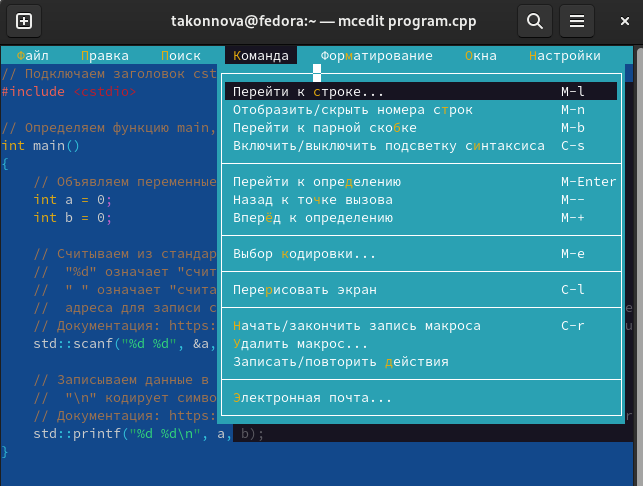 takonnova@fedora:~ — mcedit program.cpp
Файл Правка Поиск Команда Форматирование Окна Настройки
// Подключаем заголовок cst
#include <cstdio>
// Определяем функцию main,
int main()
{
// Объявляем переменные
int a = 0;
int b = 0;
// Считываем из стандар
// "%d" означает "счит
// " " означает "счита
// адреса для записи с
// Документация: https:
std::scanf("%d %d", &a,
// Записываем данные в
// "\n" кодирует симво
// Документация: https:
std::printf("%d %d\n", a, b);
}
Перейти к строке... M-l
Отобразить/скрыть номера строк M-n
Перейти к парной скобке M-b
Включить/выключить подсветку синтаксиса C-s
Перейти к определению M-Enter
Назад к точке вызова M--
Вперёд к определению M-+
Выбор кодировки... M-e
Перерисовать экран C-l
Начать/закончить запись макроса C-r
Удалить макрос...
Записать/повторить действия
Электронная почта...